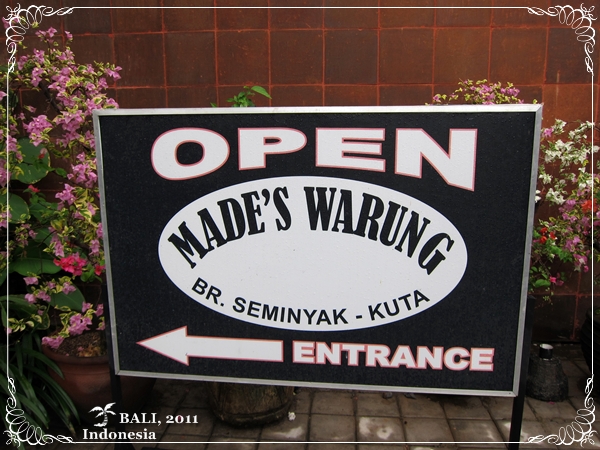 OPEN
MADE'S WARUNG
BR. SEMINYAK - KUTA
ENTRANCE
BALI, 2011
Indonesia